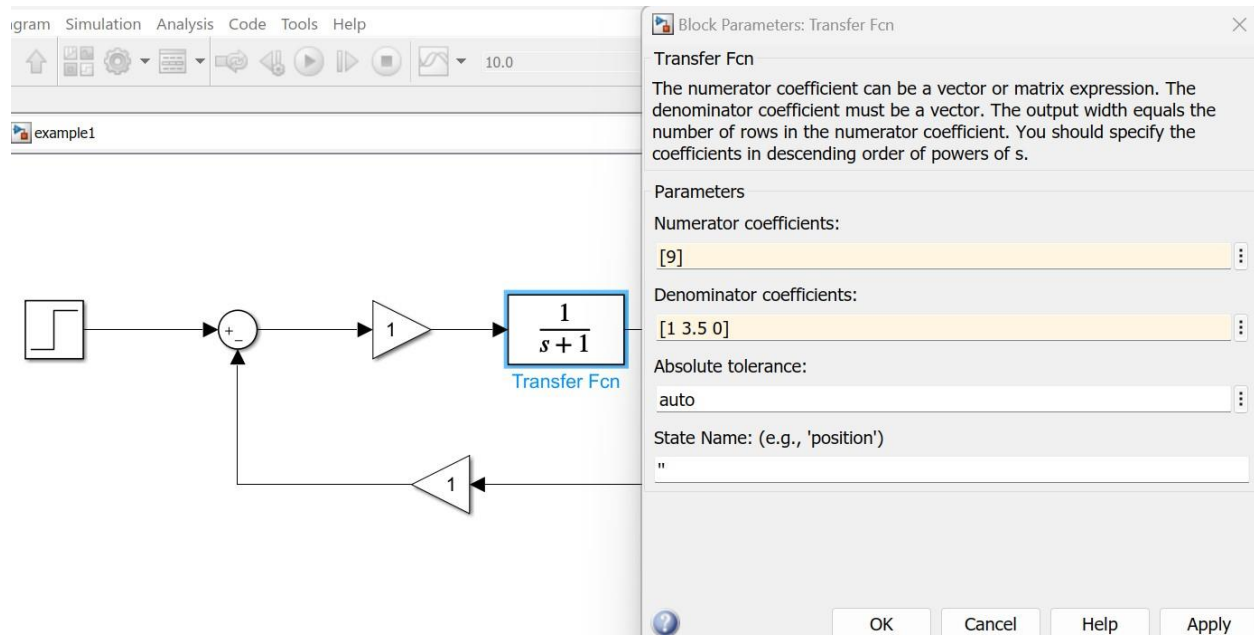 gram Simulation Analysis Code Tools Help
10.0
example1
+
−
1
1
s + 1
Transfer Fcn
1
Block Parameters: Transfer Fcn
Transfer Fcn
The numerator coefficient can be a vector or matrix expression. The
denominator coefficient must be a vector. The output width equals the
number of rows in the numerator coefficient. You should specify the
coefficients in descending order of powers of s.
Parameters
Numerator coefficients:
[9]
Denominator coefficients:
[1 3.5 0]
Absolute tolerance:
auto
State Name: (e.g., 'position')
''
?
OK Cancel Help Apply